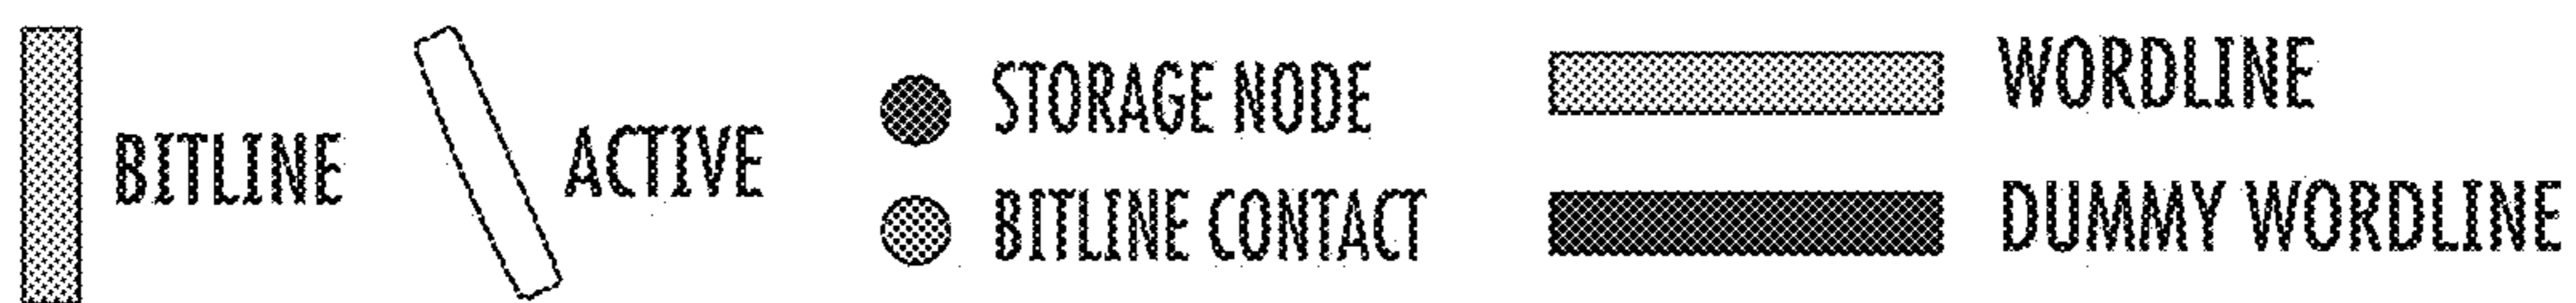 BITLINE
ACTIVE
STORAGE NODE
BITLINE CONTACT
WORDLINE
DUMMY WORDLINE